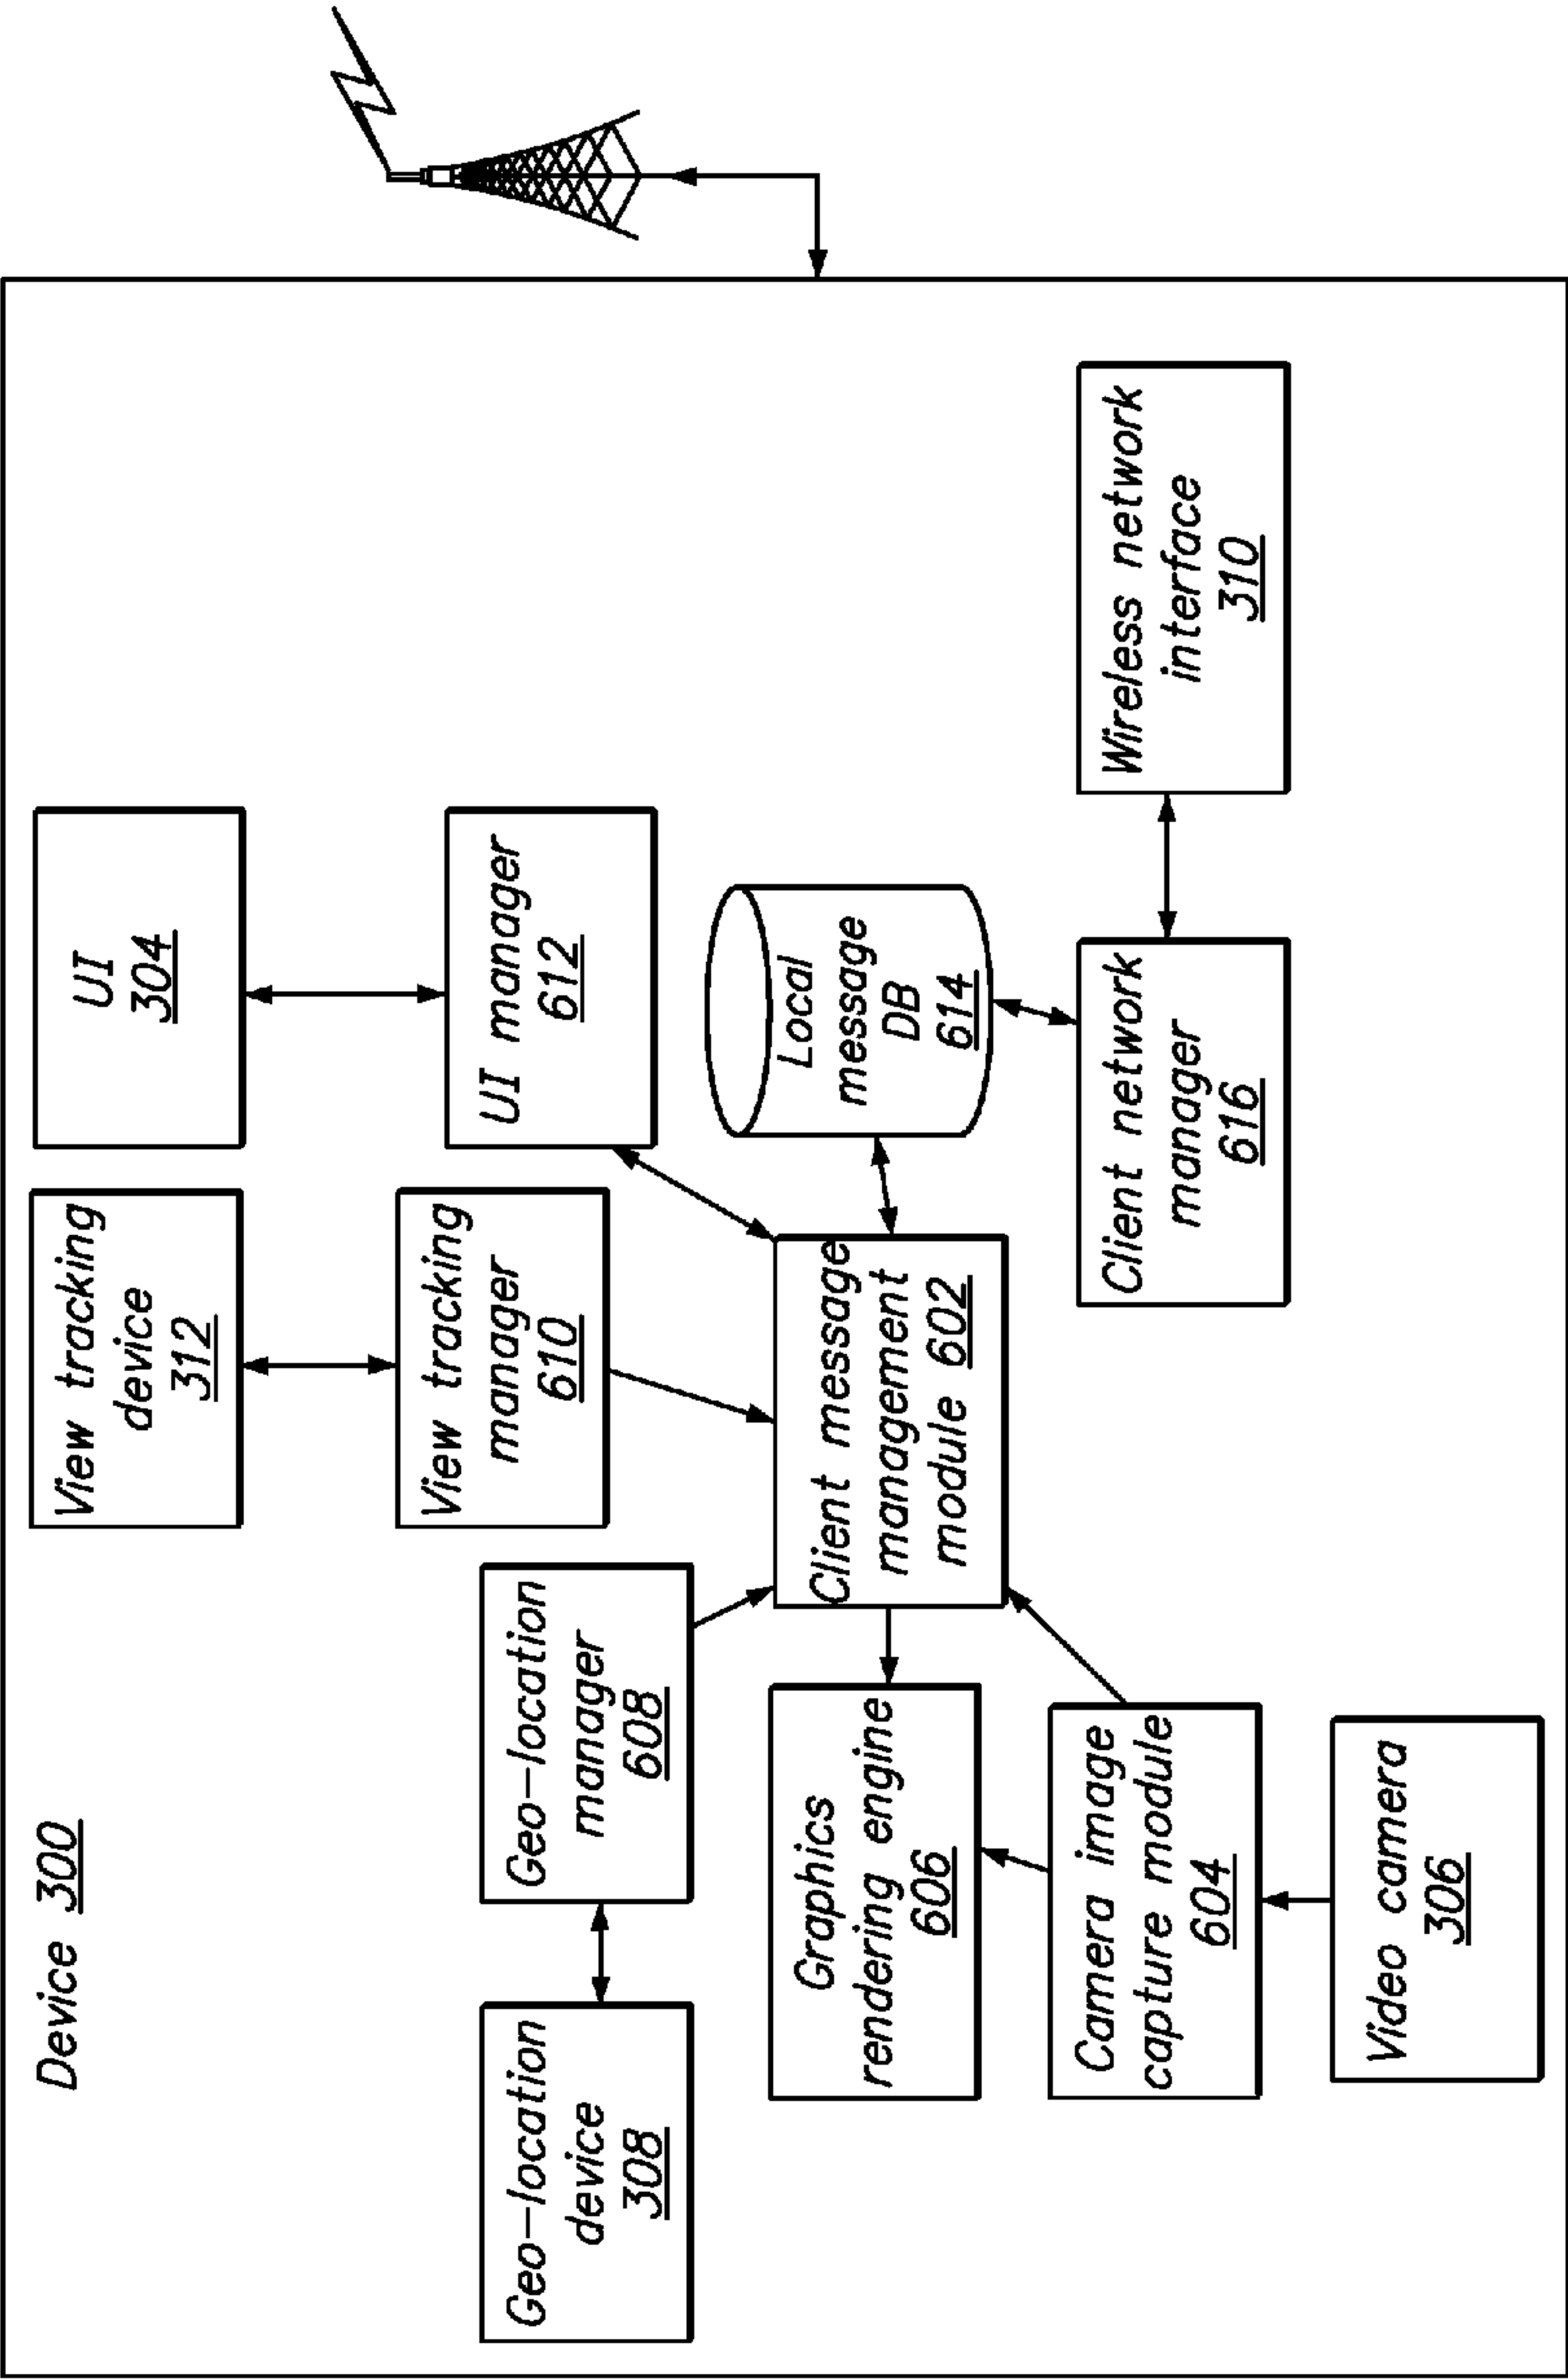 Device 300
View tracking
device
312
UI
304
Geo-location
device
308
Geo-location
manager
608
View tracking
manager
610
UI manager
612
Graphics
rendering engine
606
Client message
management
module 602
Local
message
DB
614
Camera image
capture module
604
Client network
manager
616
Wireless network
interface
310
Video camera
306